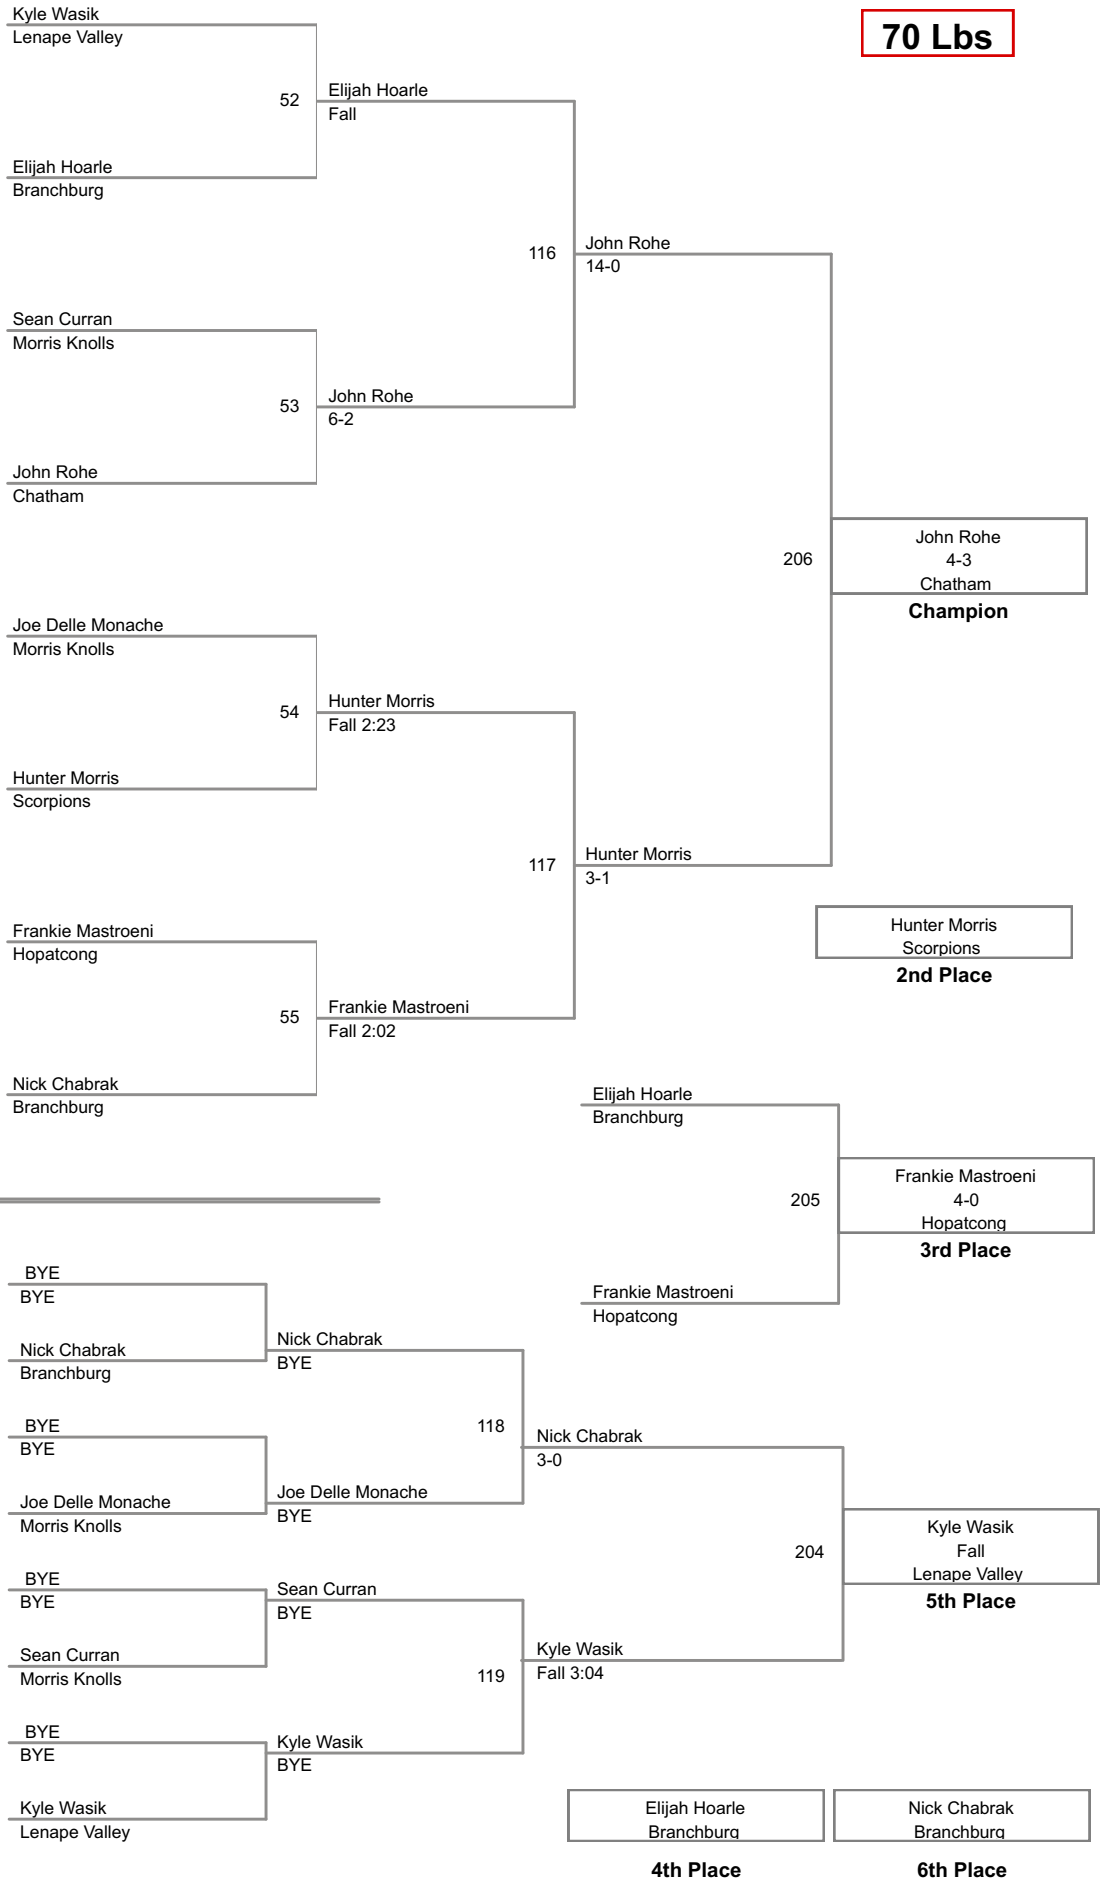 Kyle Wasik
Lenape Valley
70 Lbs
52
Elijah Hoarle
Fall
Elijah Hoarle
Branchburg
116
John Rohe
14-0
Sean Curran
Morris Knolls
53
John Rohe
6-2
John Rohe
Chatham
206
John Rohe
4-3
Chatham
Champion
Joe Delle Monache
Morris Knolls
54
Hunter Morris
Fall 2:23
Hunter Morris
Scorpions
117
Hunter Morris
3-1
Frankie Mastroeni
Hopatcong
Hunter Morris
Scorpions
2nd Place
55
Frankie Mastroeni
Fall 2:02
Nick Chabrak
Branchburg
Elijah Hoarle
Branchburg
205
Frankie Mastroeni
4-0
Hopatcong
3rd Place
Frankie Mastroeni
Hopatcong
BYE
BYE
Nick Chabrak
BYE
Nick Chabrak
Branchburg
BYE
BYE
118
Nick Chabrak
3-0
Joe Delle Monache
BYE
Joe Delle Monache
Morris Knolls
204
Kyle Wasik
Fall
Lenape Valley
5th Place
BYE
BYE
Sean Curran
BYE
Sean Curran
Morris Knolls
119
Kyle Wasik
Fall 3:04
BYE
BYE
Kyle Wasik
BYE
Kyle Wasik
Lenape Valley
Elijah Hoarle
Branchburg
4th Place
Nick Chabrak
Branchburg
6th Place